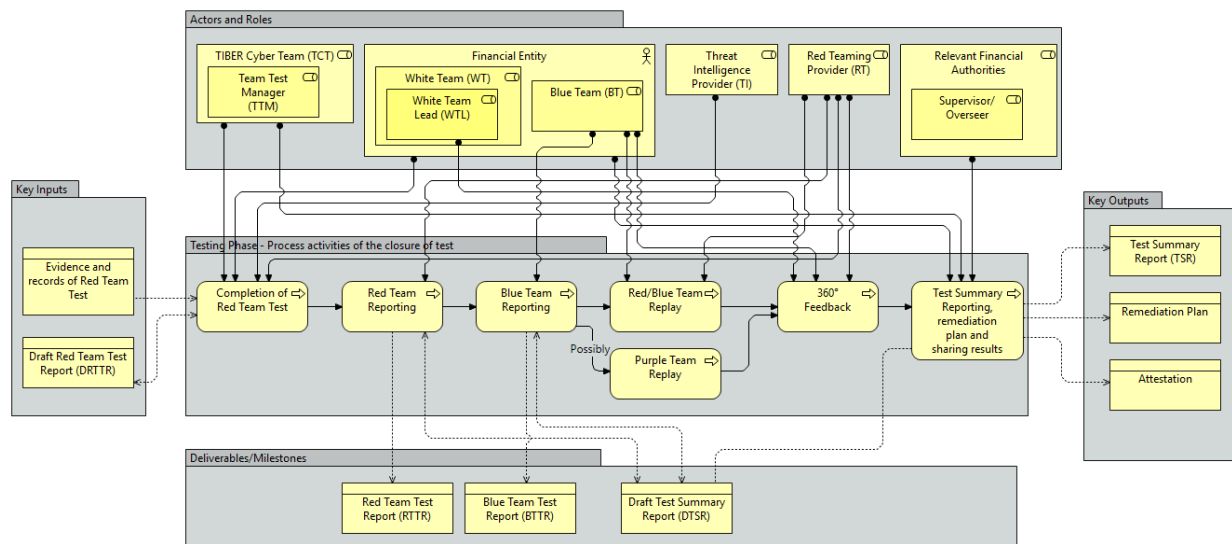 Actors and Roles
TIBER Cyber Team (TCT)
Team Test
Manager
(TTM)
Financial Entity
White Team (WT)
White Team
Lead (WTL)
Blue Team (BT)
Threat
Intelligence
Provider (TI)
Red Teaming
Provider (RT)
Relevant Financial
Authorities
Supervisor/
Overseer
Key Inputs
Evidence and
records of Red Team
Test
Draft Red Team Test
Report (DRTTR)
Testing Phase - Process activities of the closure of test
Completion of
Red Team Test
Red Team
Reporting
Blue Team
Reporting
Red/Blue Team
Replay
Possibly
Purple Team
Replay
360°
Feedback
Test Summary
Reporting,
remediation
plan and
sharing results
Key Outputs
Test Summary
Report (TSR)
Remediation Plan
Attestation
Deliverables/Milestones
Red Team Test
Report (RTTR)
Blue Team Test
Report (BTTR)
Draft Test Summary
Report (DTSR)